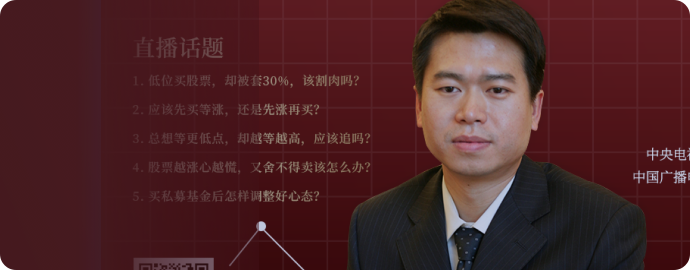 直播话题
1. 低位买股票，却被套30%，该割肉吗？
2. 应该先买等涨，还是先涨再买？
3. 总想等更低点，却越等越高，应该追吗？
4. 股票越涨心越慌，又舍不得卖该怎么办？
5. 买私募基金后怎样调整好心态？
中央电视
中国广播电